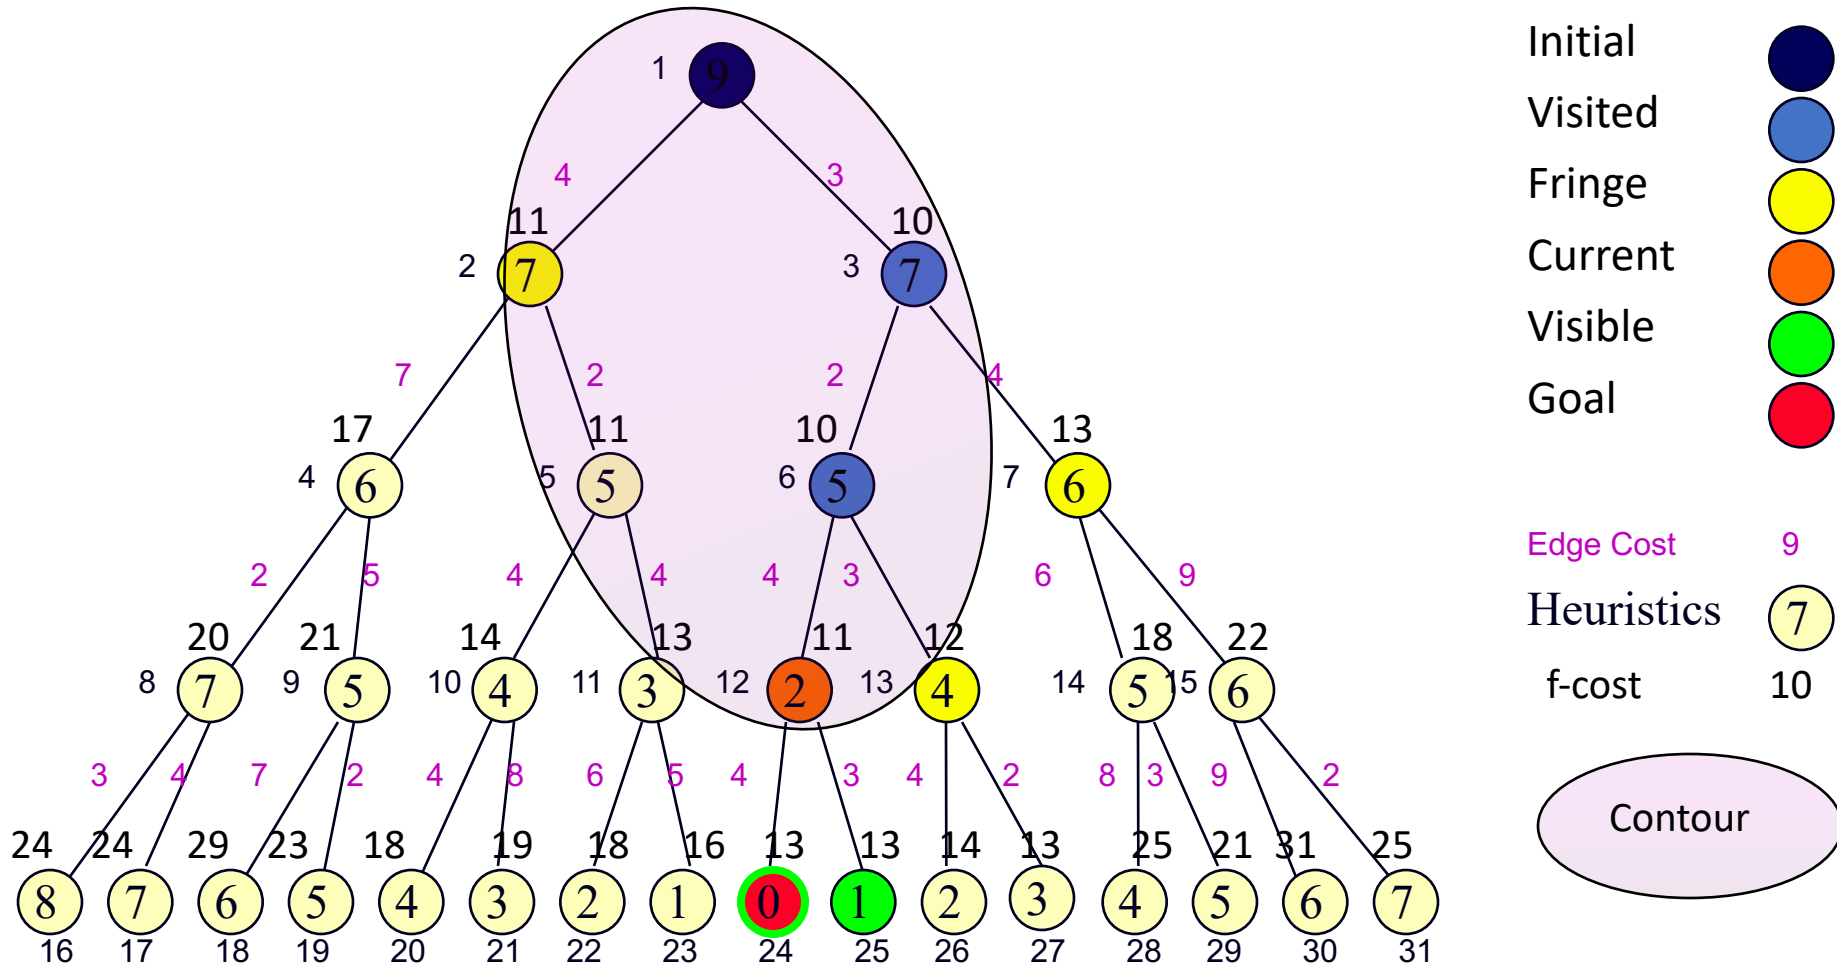 1 9
4 3
11 10
2 7 3 7
7 2 2 4
17 11 10 13
4 6 5 5 6 5 7 6
2 5 4 4 4 3 6 9
20 21 14 13 11 12 18 22
8 7 9 5 10 4 11 3 12 2 13 4 14 5 15 6
3 4 7 2 4 8 6 5 4 3 4 2 8 3 9 2
24 24 29 23 18 19 18 16 13 13 14 13 25 21 31 25
8 7 6 5 4 3 2 1 0 1 2 3 4 5 6 7
16 17 18 19 20 21 22 23 24 25 26 27 28 29 30 31
Initial
Visited
Fringe
Current
Visible
Goal
Edge Cost 9
Heuristics 7
f-cost 10
Contour